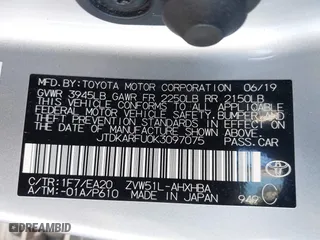 MFD. BY: TOYOTA MOTOR CORPORATION 06/19
GVWR 3945LB GAWR FR 2250LB RR 2150LB
THIS VEHICLE CONFORMS TO ALL APPLICABLE
FEDERAL MOTOR VEHICLE SAFETY, BUMPER, AND
THEFT PREVENTION STANDARDS IN EFFECT ON
THE DATE OF MANUFACTURE SHOWN ABOVE.
JTDKARFU0K3097075 PASS.CAR
C/TR:1F7/EA20 ZVW51L-AHXHBA
A/TM:-01A/P610 MADE IN JAPAN
TOYOTA
C